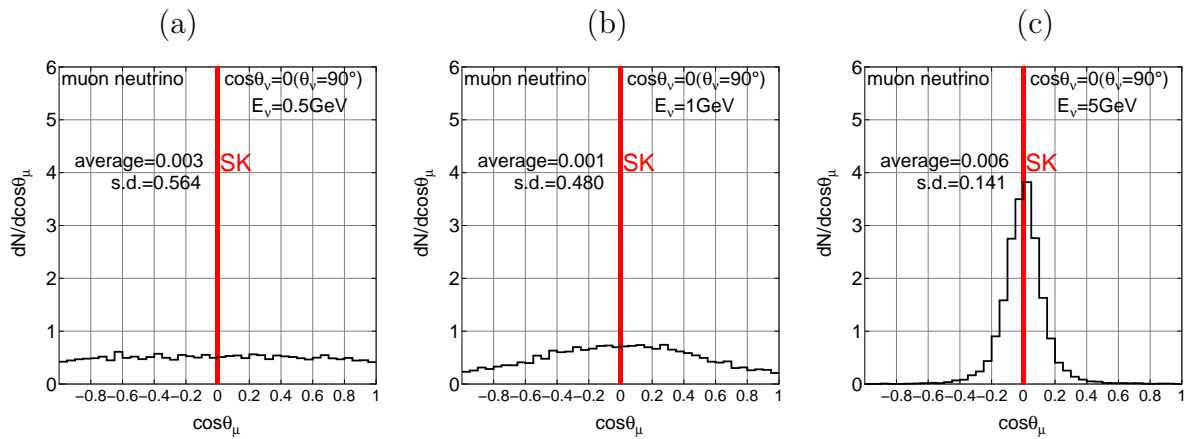 (a)
muon neutrino
cosθν=0(θν=90°)
Eν=0.5GeV
average=0.003
s.d.=0.564
SK
dN/dcosθμ
6
5
4
3
2
1
0
−0.8 −0.6 −0.4 −0.2 0 0.2 0.4 0.6 0.8 1
cosθμ
(b)
muon neutrino
cosθν=0(θν=90°)
Eν=1GeV
average=0.001
s.d.=0.480
SK
dN/dcosθμ
6
5
4
3
2
1
0
−0.8 −0.6 −0.4 −0.2 0 0.2 0.4 0.6 0.8 1
cosθμ
(c)
muon neutrino
cosθν=0(θν=90°)
Eν=5GeV
average=0.006
s.d.=0.141
SK
dN/dcosθμ
6
5
4
3
2
1
0
−0.8 −0.6 −0.4 −0.2 0 0.2 0.4 0.6 0.8 1
cosθμ